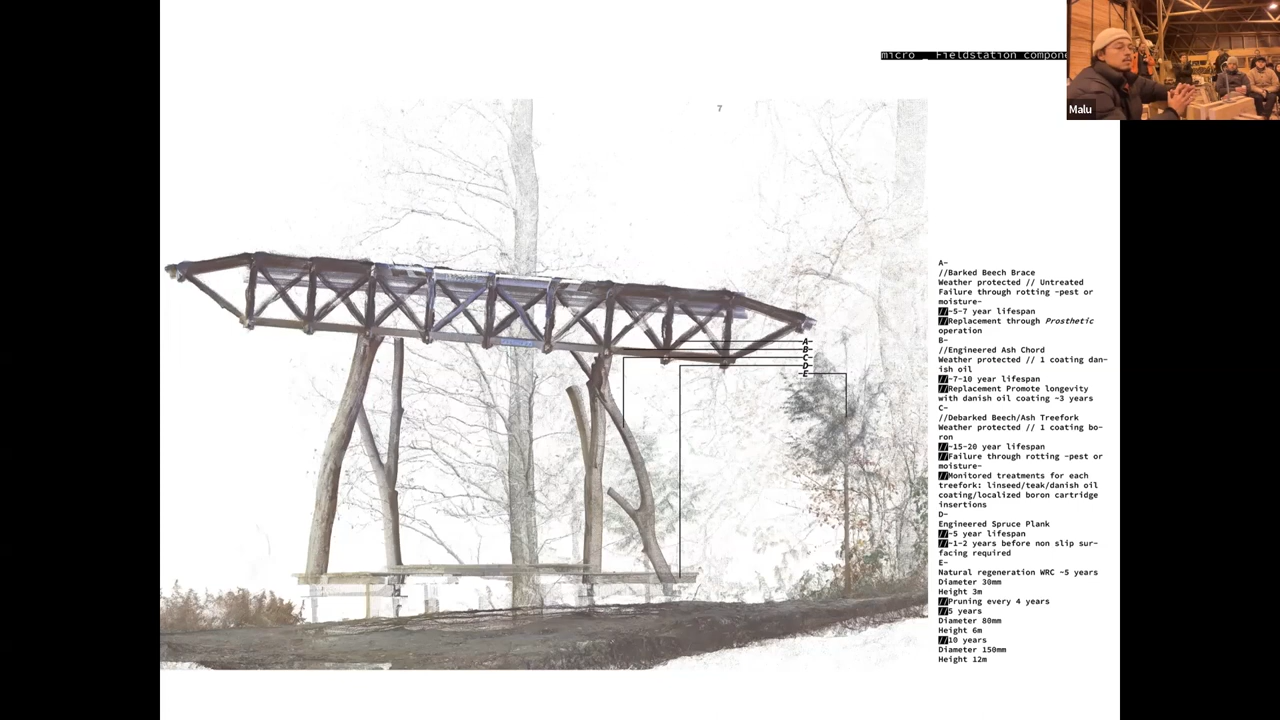 micro _ Fieldstation compone
Malu
7
A-
B-
C-
D-
E-
A-
//Barked Beech Brace
Weather protected // Untreated
Failure through rotting -pest or
moisture-
//~5-7 year lifespan
//Replacement through Prosthetic
operation
B-
//Engineered Ash Chord
Weather protected // 1 coating dan-
ish oil
//~7-10 year lifespan
//Replacement Promote longevity
with danish oil coating ~3 years
C-
//Debarked Beech/Ash Treefork
Weather protected // 1 coating bo-
ron
//~15-20 year lifespan
//Failure through rotting -pest or
moisture-
//Monitored treatments for each
treefork: linseed/teak/danish oil
coating/localized boron cartridge
insertions
D-
Engineered Spruce Plank
//~5 year lifespan
//~1-2 years before non slip sur-
facing required
E-
Natural regeneration WRC ~5 years
Diameter 30mm
Height 3m
//Pruning every 4 years
//5 years
Diameter 80mm
Height 6m
//10 years
Diameter 150mm
Height 12m